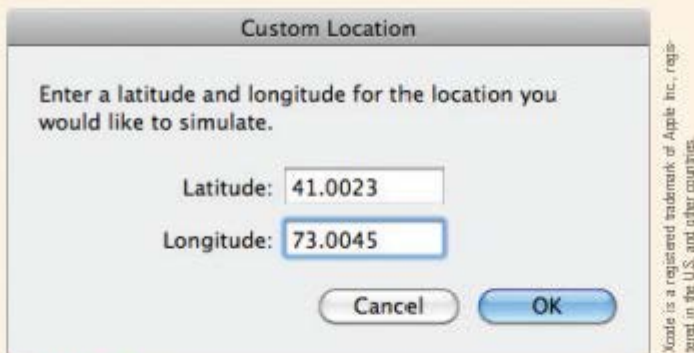 Custom Location
Enter a latitude and longitude for the location you
would like to simulate.
Latitude: 41.0023
Longitude: 73.0045
Cancel OK
Xcode is a registered trademark of Apple Inc., regis-
tered in the U.S. and other countries.